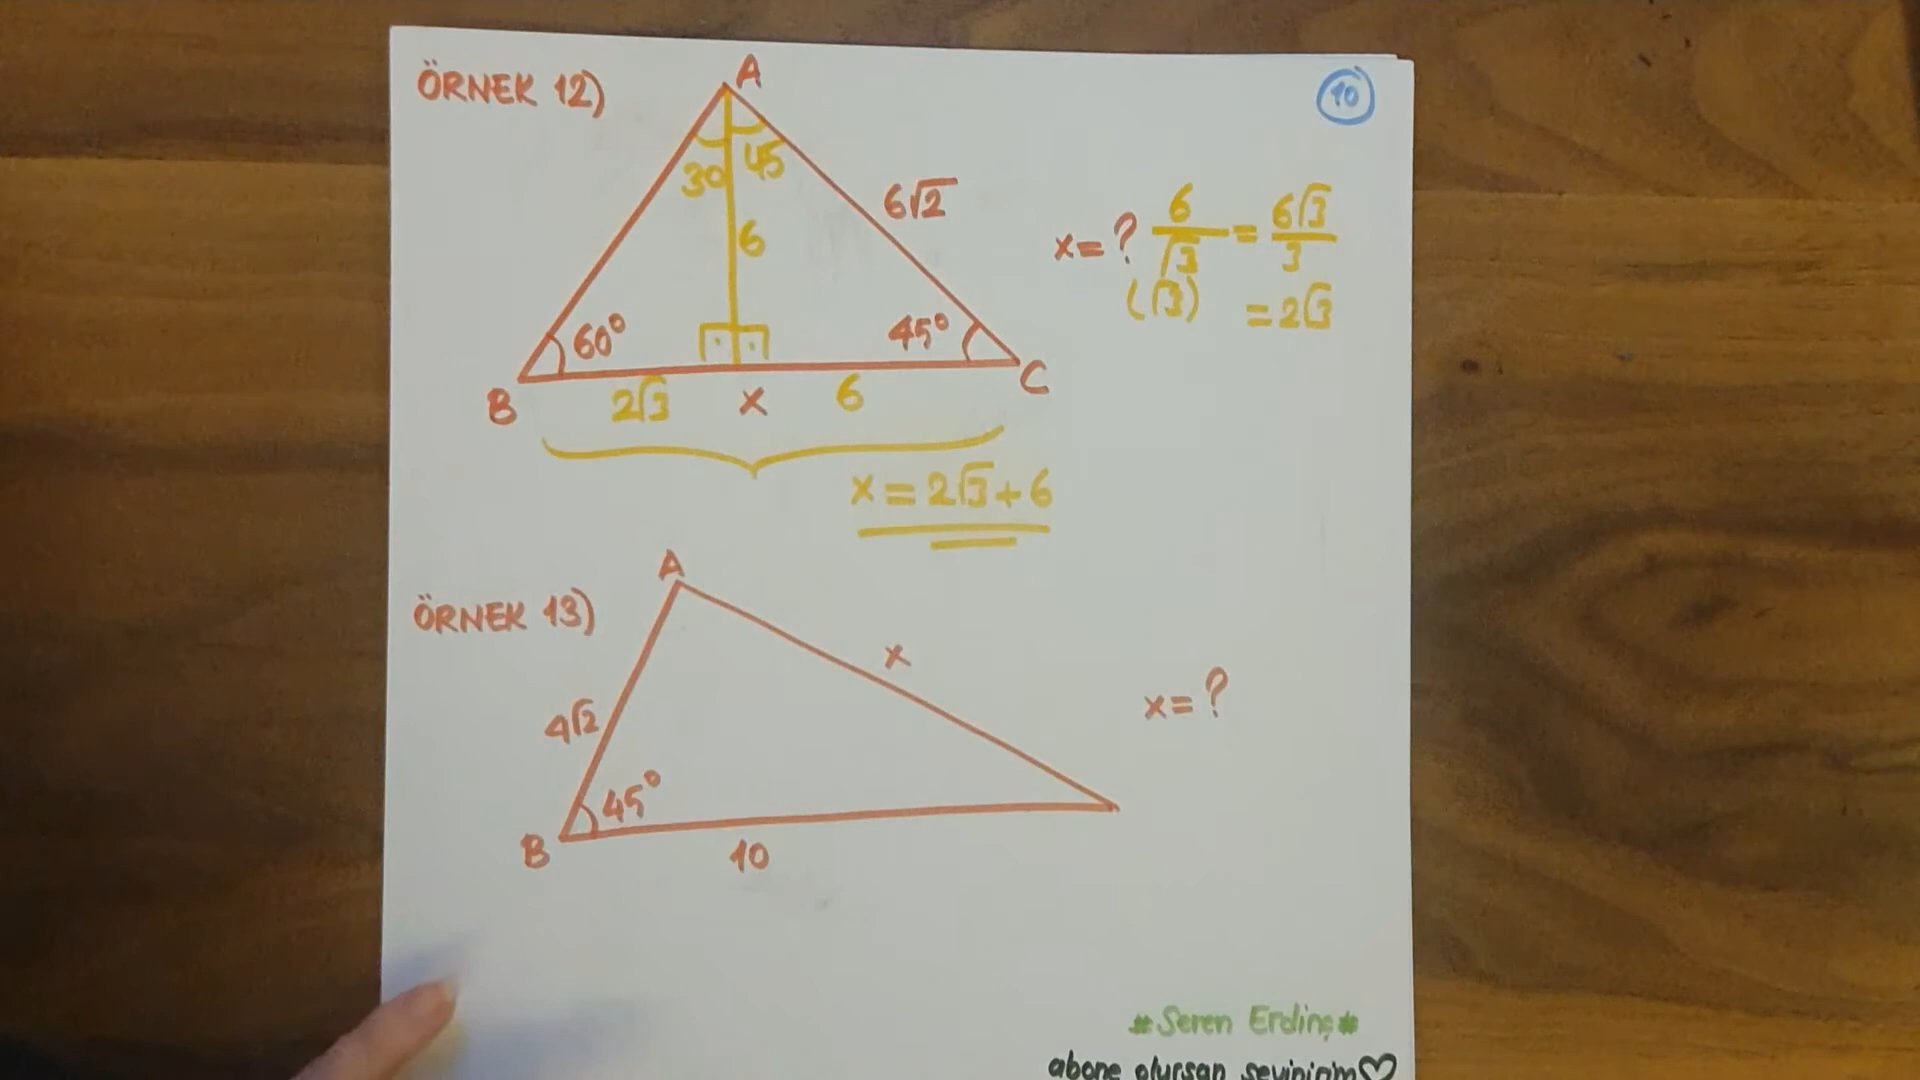 ÖRNEK 12)
A
10
30
45
6√2
6
x=? 6/√3 = 6√3/3
(√3) = 2√3
60°
45°
B
2√3
x
6
C
x = 2√3 + 6
A
ÖRNEK 13)
x
x=?
4√2
45°
B
10
#Seren Erdinç#
abone olursan sevinirim♡